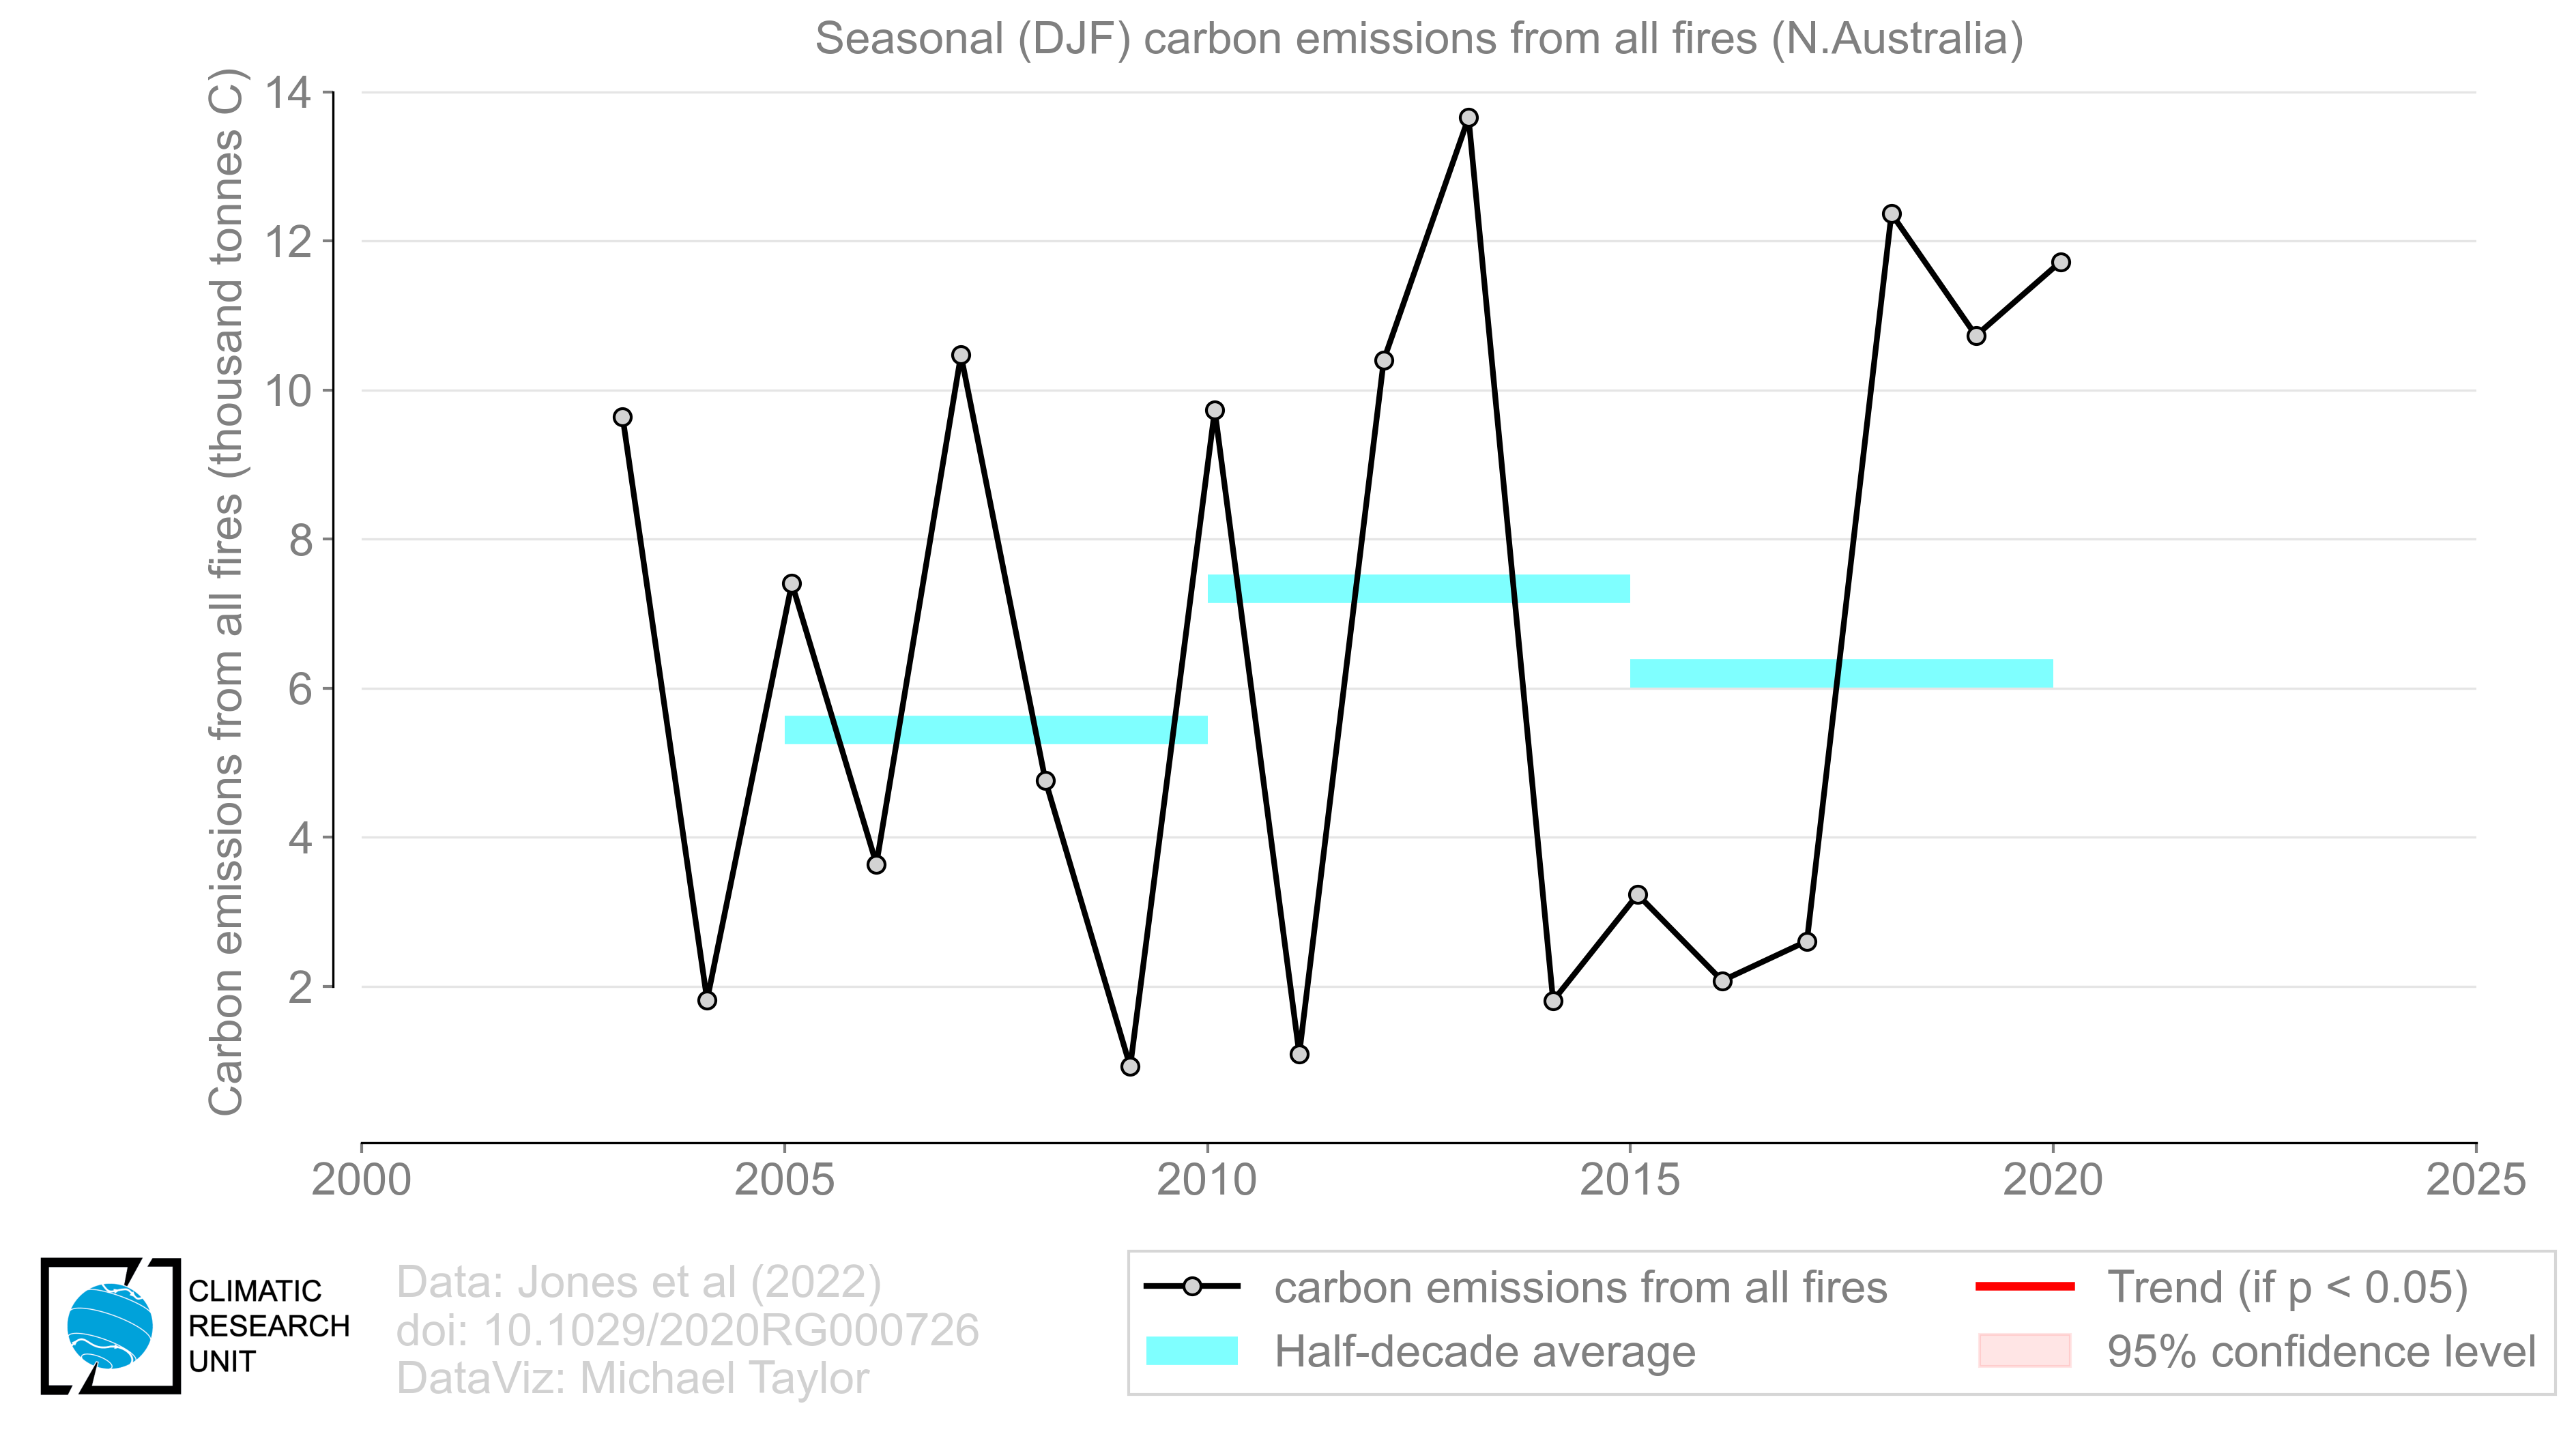 Seasonal (DJF) carbon emissions from all fires (N.Australia)
Carbon emissions from all fires (thousand tonnes C)
14
12
10
8
6
4
2
2000
2005
2010
2015
2020
2025
CLIMATIC
RESEARCH
UNIT
Data: Jones et al (2022)
doi: 10.1029/2020RG000726
DataViz: Michael Taylor
carbon emissions from all fires
Half-decade average
Trend (if p < 0.05)
95% confidence level